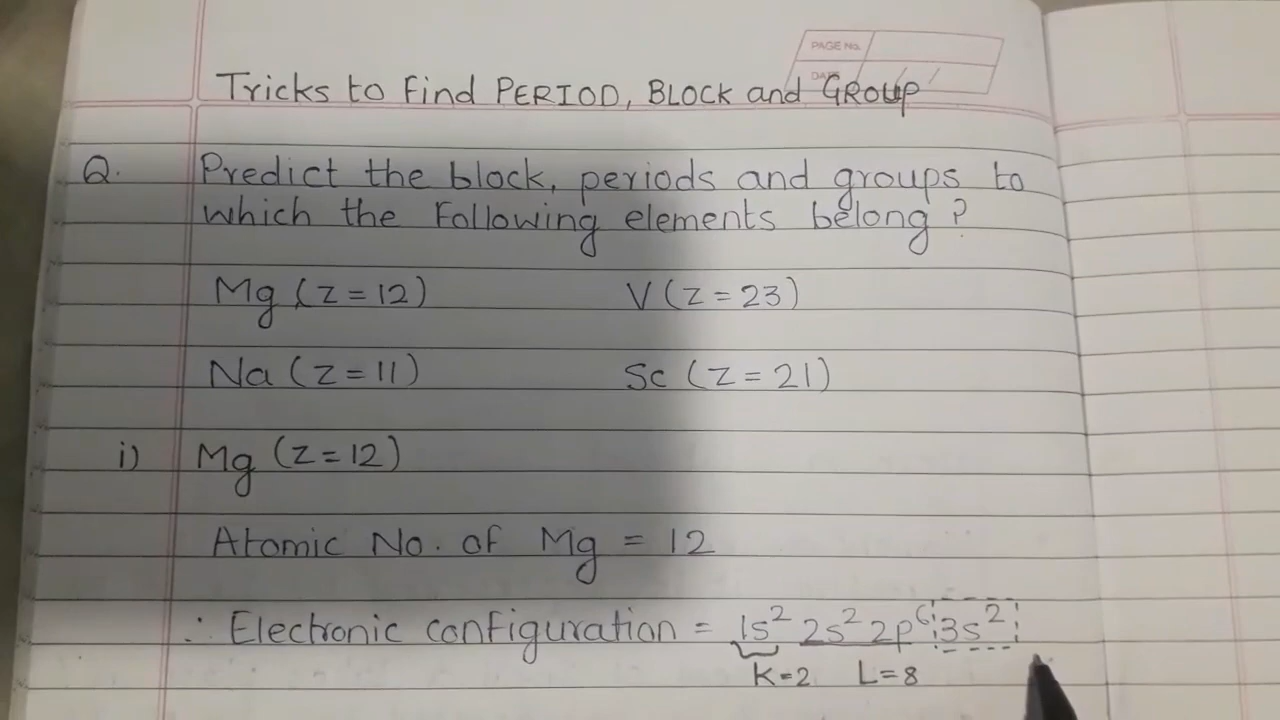 PAGE No.
DATE
Tricks to Find PERIOD, BLOCK and GROUP
Q. Predict the block, periods and groups to
which the Following elements belong ?
Mg (Z=12) V (Z=23)
Na (Z=11) Sc (Z=21)
i) Mg (Z=12)
Atomic No. of Mg = 12
∴ Electronic configuration = 1s² 2s² 2p⁶ 3s²
K=2 L=8